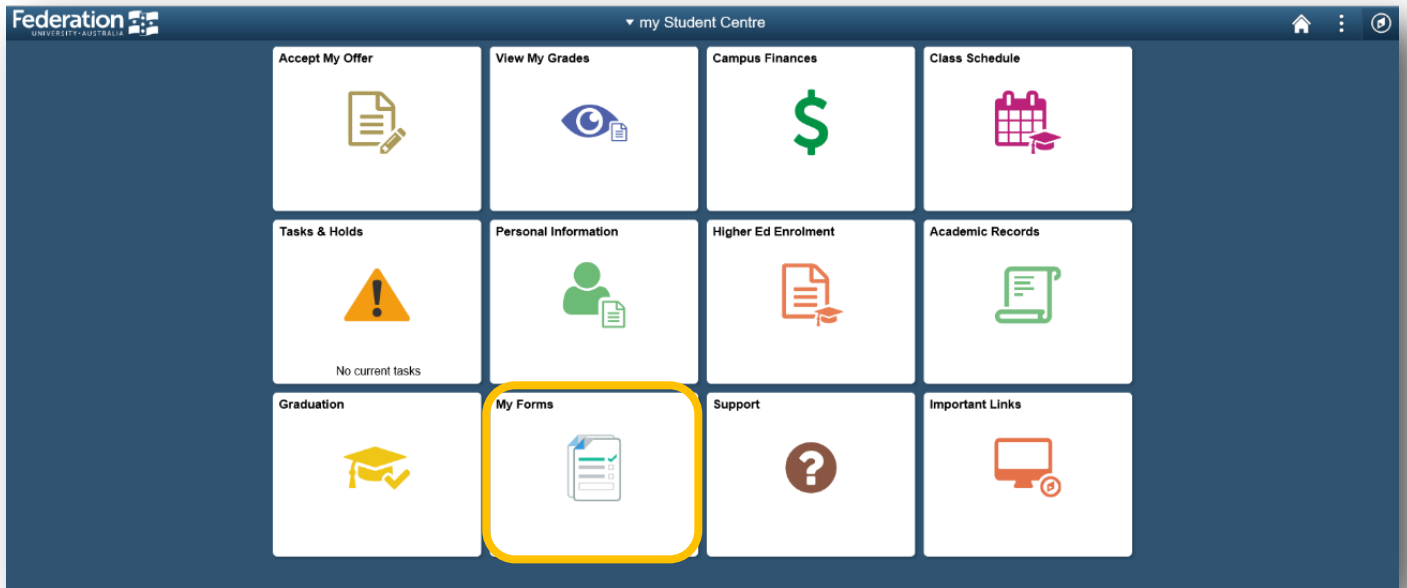 Federation
UNIVERSITY • AUSTRALIA
my Student Centre
Accept My Offer
View My Grades
Campus Finances
Class Schedule
Tasks & Holds
Personal Information
Higher Ed Enrolment
Academic Records
No current tasks
Graduation
My Forms
Support
Important Links